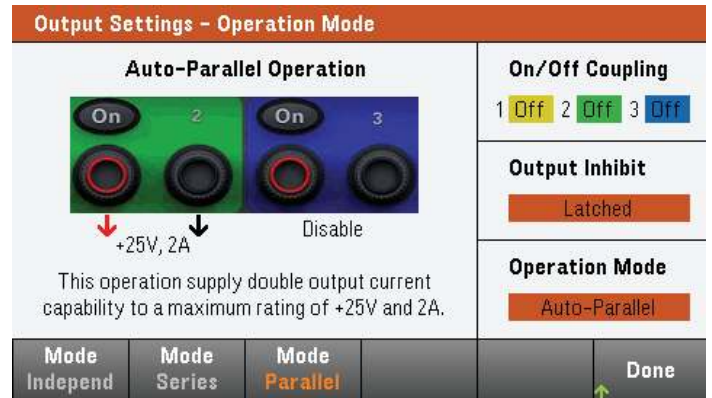 Output Settings - Operation Mode
Auto-Parallel Operation
On 2 On 3
+25V, 2A
Disable
This operation supply double output current
capability to a maximum rating of +25V and 2A.
On/Off Coupling
1 Off 2 Off 3 Off
Output Inhibit
Latched
Operation Mode
Auto-Parallel
Mode
Independ
Mode
Series
Mode
Parallel
Done